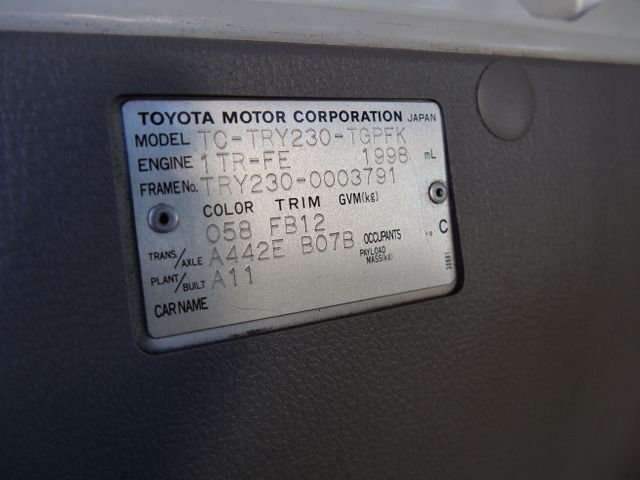 TOYOTA MOTOR CORPORATION JAPAN
MODEL TC-TRY230-TGPFK
ENGINE 1TR-FE 1998 mL
FRAME No. TRY230-0003791
COLOR TRIM GVM(kg)
058 FB12
TRANS/AXLE A442E B07B OCCUPANTS C
PAYLOAD MASS(kg)
PLANT/BUILT A11
CAR NAME